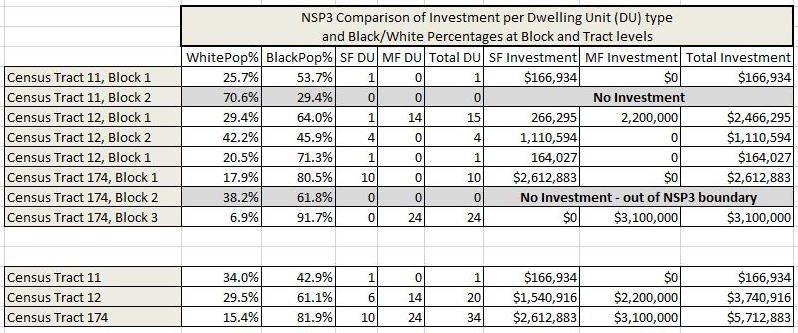 NSP3 Comparison of Investment per Dwelling Unit (DU) type
and Black/White Percentages at Block and Tract levels
WhitePop% BlackPop% SF DU MF DU Total DU SF Investment MF Investment Total Investment
Census Tract 11, Block 1 25.7% 53.7% 1 0 1 $166,934 $0 $166,934
Census Tract 11, Block 2 70.6% 29.4% 0 0 0 No Investment
Census Tract 12, Block 1 29.4% 64.0% 1 14 15 266,295 2,200,000 $2,466,295
Census Tract 12, Block 2 42.2% 45.9% 4 0 4 1,110,594 0 $1,110,594
Census Tract 12, Block 1 20.5% 71.3% 1 0 1 164,027 0 $164,027
Census Tract 174, Block 1 17.9% 80.5% 10 0 10 $2,612,883 $0 $2,612,883
Census Tract 174, Block 2 38.2% 61.8% 0 0 0 No Investment - out of NSP3 boundary
Census Tract 174, Block 3 6.9% 91.7% 0 24 24 $0 $3,100,000 $3,100,000
Census Tract 11 34.0% 42.9% 1 0 1 $166,934 $0 $166,934
Census Tract 12 29.5% 61.1% 6 14 20 $1,540,916 $2,200,000 $3,740,916
Census Tract 174 15.4% 81.9% 10 24 34 $2,612,883 $3,100,000 $5,712,883